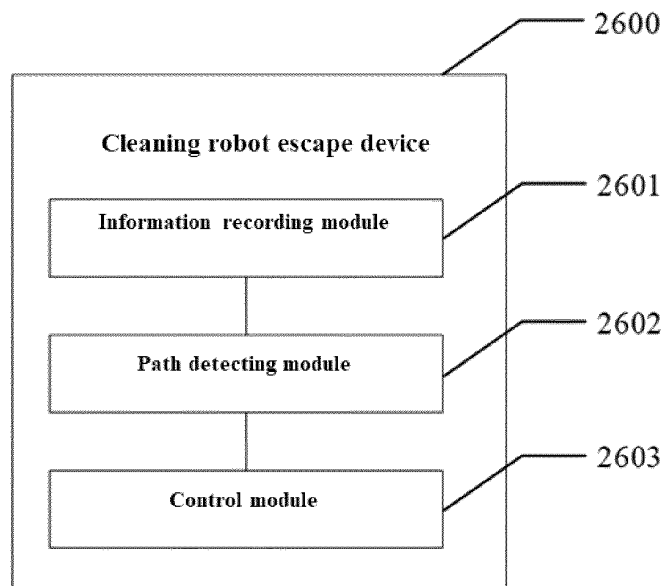 2600
Cleaning robot escape device
2601
Information recording module
2602
Path detecting module
2603
Control module